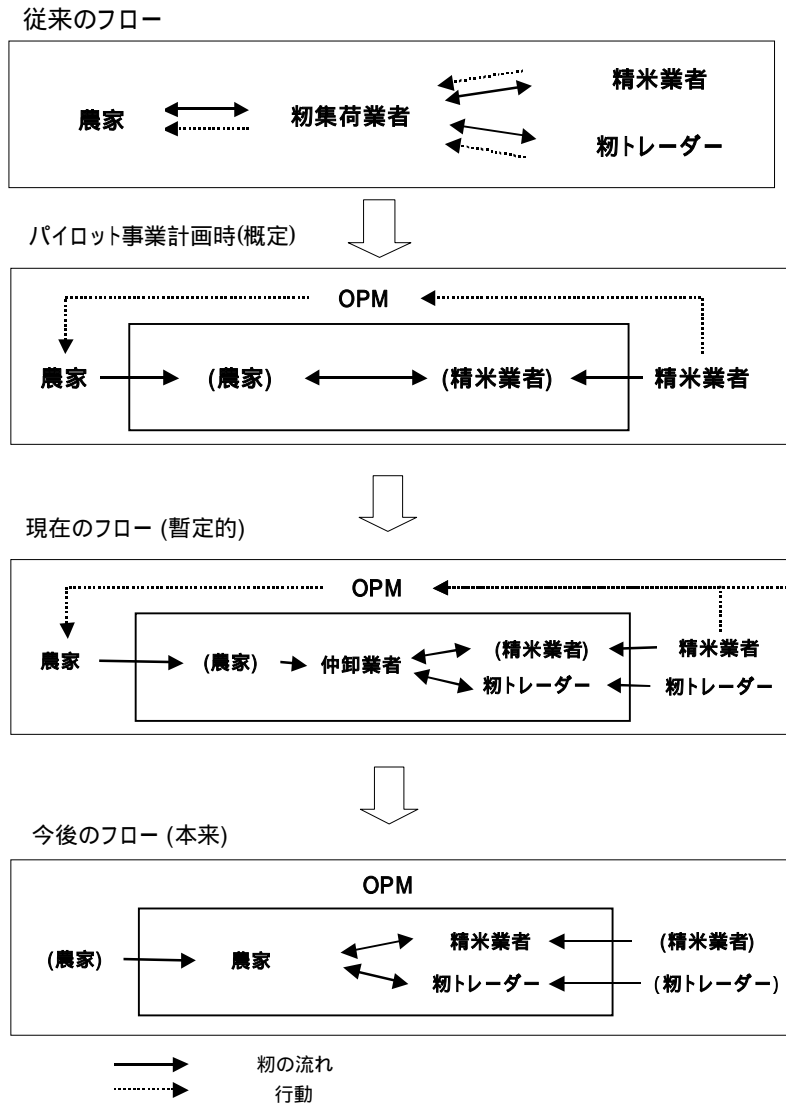 従来のフロー
精米業者
農家
籾集荷業者
籾トレーダー
パイロット事業計画時(概定)
OPM
農家
(農家)
(精米業者)
精米業者
現在のフロー (暫定的)
OPM
農家
(農家)
仲卸業者
(精米業者)
精米業者
籾トレーダー
籾トレーダー
今後のフロー (本来)
OPM
(農家)
農家
精米業者
(精米業者)
籾トレーダー
(籾トレーダー)
籾の流れ
行動